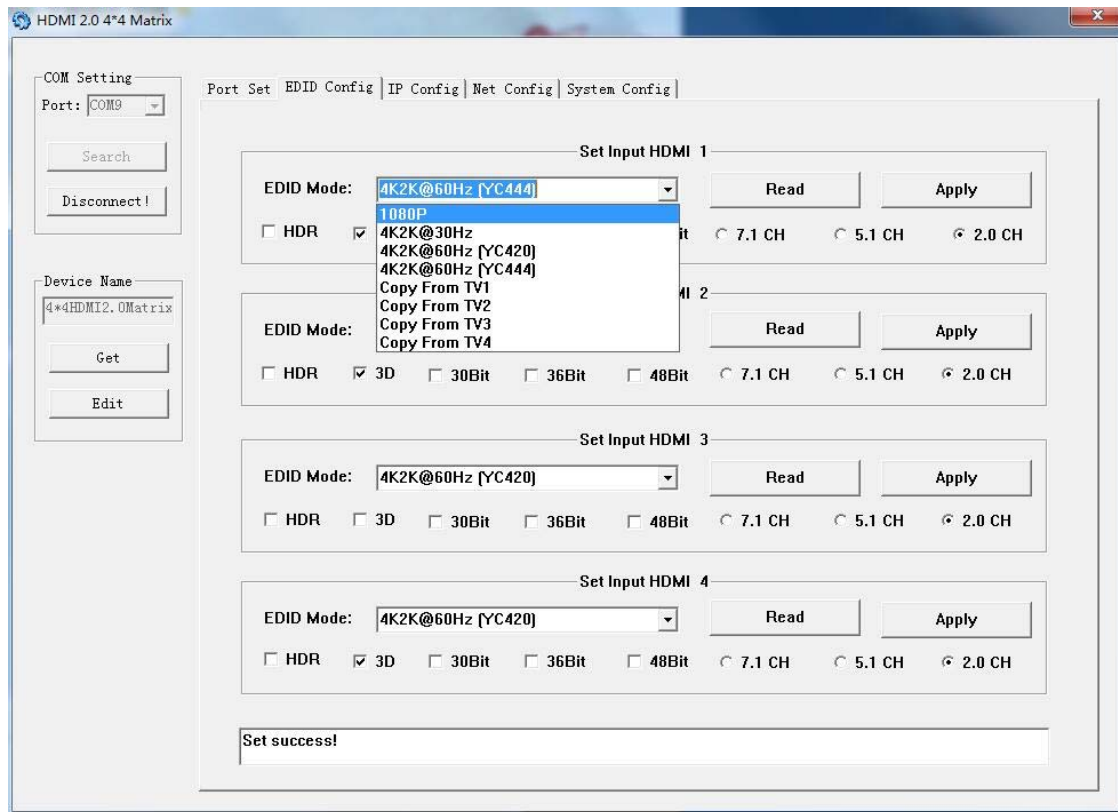 HDMI 2.0 4*4 Matrix
COM Setting
Port: COM9
Search
Disconnect!
Device Name
4*4HDMI2.0Matrix
Get
Edit
Port Set EDID Config IP Config Net Config System Config
Set Input HDMI 1
EDID Mode: 4K2K@60Hz (YC444) Read Apply
1080P
4K2K@30Hz
4K2K@60Hz (YC420)
4K2K@60Hz (YC444)
Copy From TV1
Copy From TV2
Copy From TV3
Copy From TV4
HDR it 7.1 CH 5.1 CH 2.0 CH
MI 2
EDID Mode: Read Apply
HDR 3D 30Bit 36Bit 48Bit 7.1 CH 5.1 CH 2.0 CH
Set Input HDMI 3
EDID Mode: 4K2K@60Hz (YC420) Read Apply
HDR 3D 30Bit 36Bit 48Bit 7.1 CH 5.1 CH 2.0 CH
Set Input HDMI 4
EDID Mode: 4K2K@60Hz (YC420) Read Apply
HDR 3D 30Bit 36Bit 48Bit 7.1 CH 5.1 CH 2.0 CH
Set success!